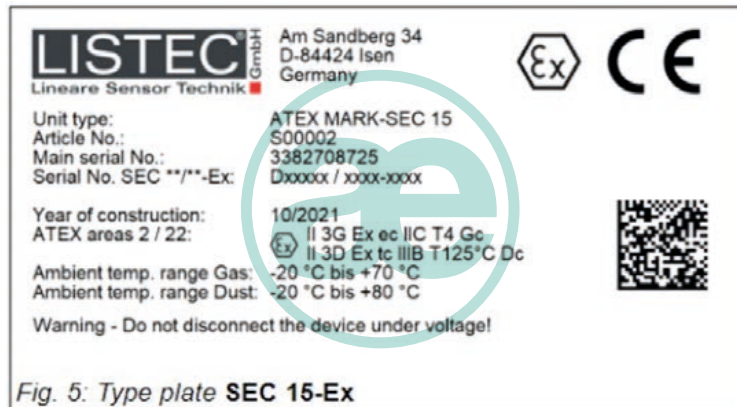 LISTEC GmbH
Lineare Sensor Technik
Am Sandberg 34
D-84424 Isen
Germany
Ex CE
Unit type: ATEX MARK-SEC 15
Article No.: S00002
Main serial No.: 3382708725
Serial No. SEC **/**-Ex: Dxxxxx / xxxx-xxxx
Year of construction: 10/2021
ATEX areas 2 / 22: Ex II 3G Ex ec IIC T4 Gc
II 3D Ex tc IIIB T125°C Dc
Ambient temp. range Gas: -20 °C bis +70 °C
Ambient temp. range Dust: -20 °C bis +80 °C
Warning - Do not disconnect the device under voltage!
Fig. 5: Type plate SEC 15-Ex
æ